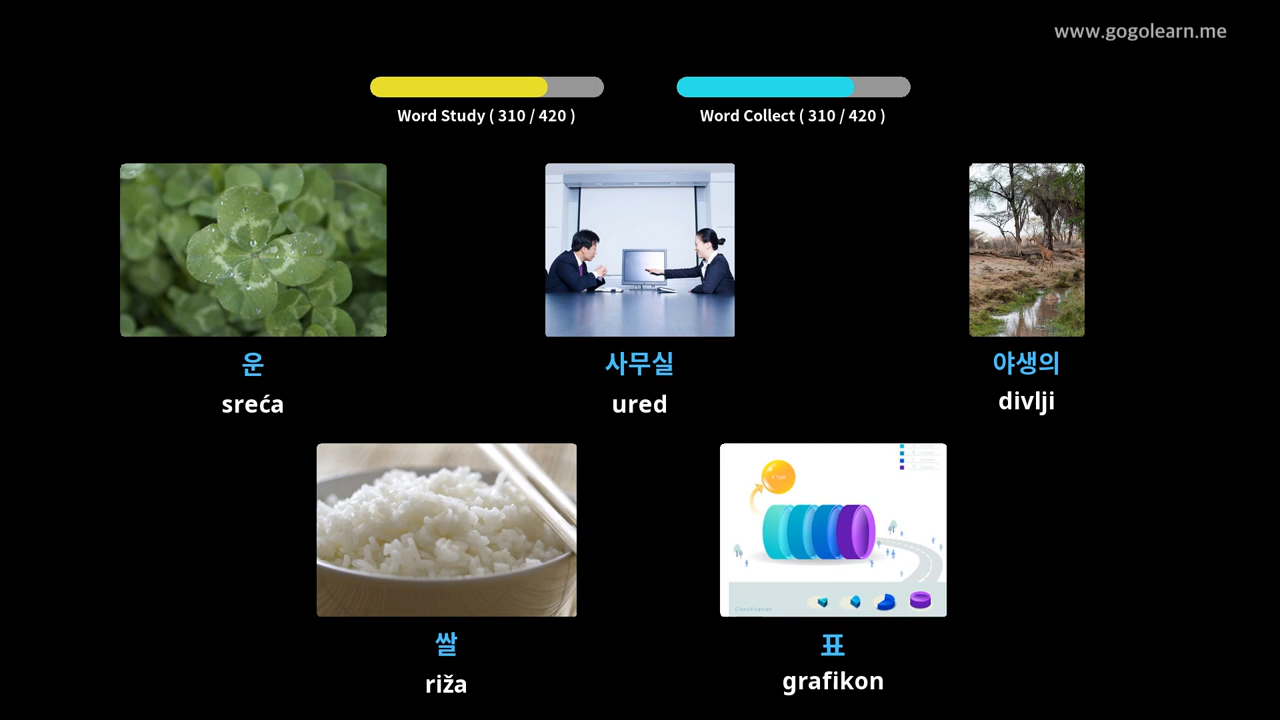 www.gogolearn.me
Word Study ( 310 / 420 )
Word Collect ( 310 / 420 )
운
sreća
사무실
ured
야생의
divlji
Classification
쌀
riža
표
grafikon